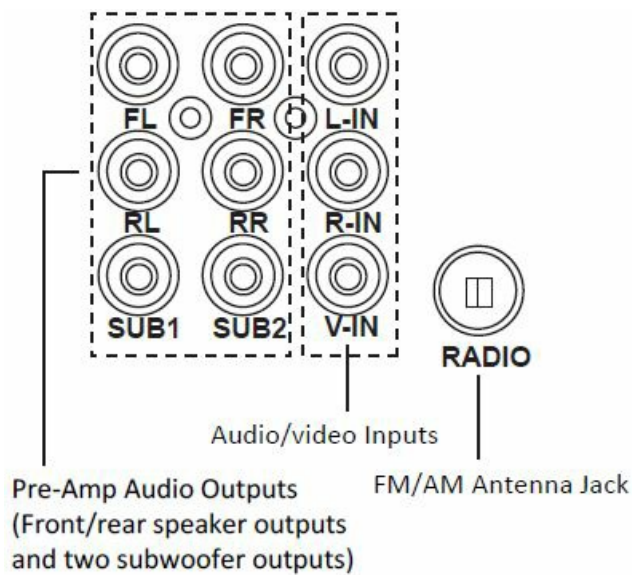 FL FR L-IN
RL RR R-IN
SUB1 SUB2 V-IN
RADIO
Audio/video Inputs
FM/AM Antenna Jack
Pre-Amp Audio Outputs
(Front/rear speaker outputs
and two subwoofer outputs)